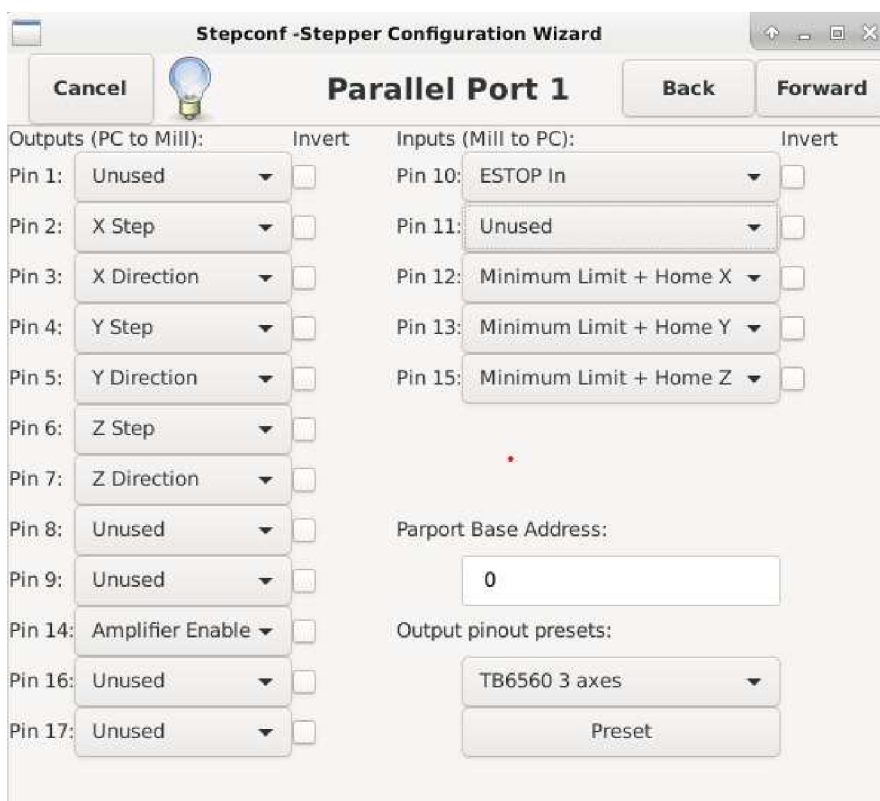 Stepconf -Stepper Configuration Wizard
Cancel
Parallel Port 1
Back
Forward
Outputs (PC to Mill): Invert
Pin 1: Unused
Pin 2: X Step
Pin 3: X Direction
Pin 4: Y Step
Pin 5: Y Direction
Pin 6: Z Step
Pin 7: Z Direction
Pin 8: Unused
Pin 9: Unused
Pin 14: Amplifier Enable
Pin 16: Unused
Pin 17: Unused
Inputs (Mill to PC): Invert
Pin 10: ESTOP In
Pin 11: Unused
Pin 12: Minimum Limit + Home X
Pin 13: Minimum Limit + Home Y
Pin 15: Minimum Limit + Home Z
Parport Base Address:
0
Output pinout presets:
TB6560 3 axes
Preset